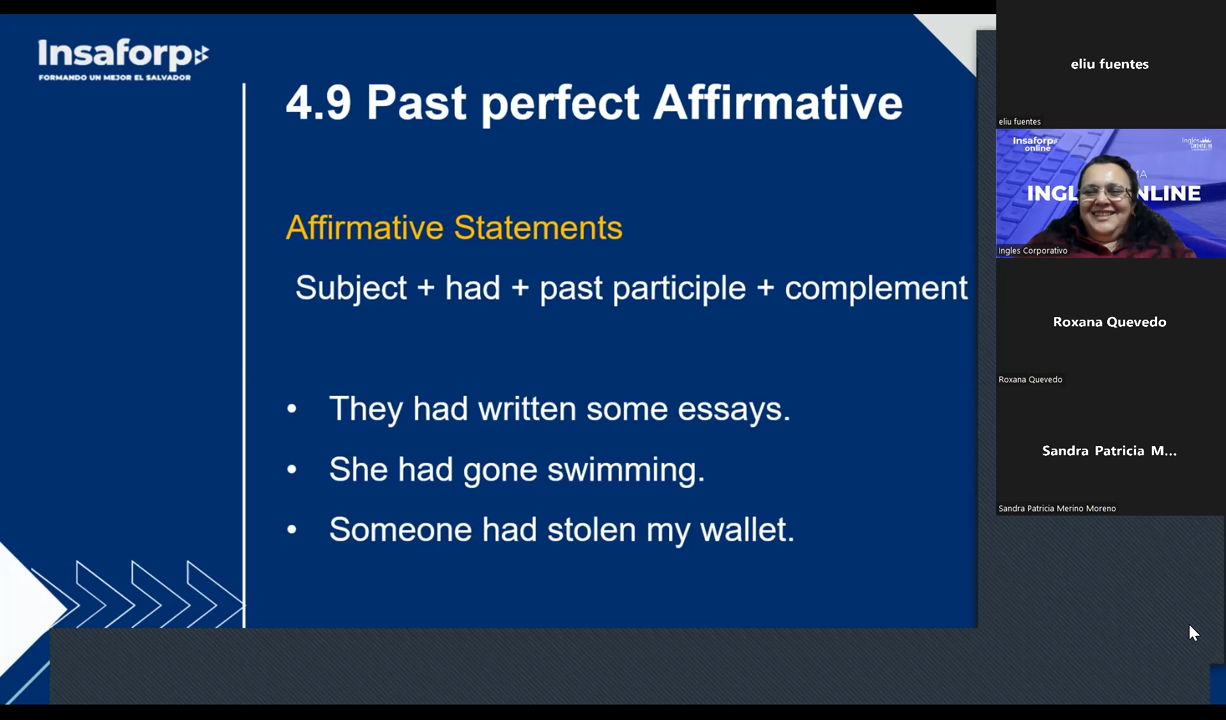 Insaforp
FORMANDO UN MEJOR EL SALVADOR
4.9 Past perfect Affirmative
Affirmative Statements
Subject + had + past participle + complement
• They had written some essays.
• She had gone swimming.
• Someone had stolen my wallet.
eliu fuentes
eliu fuentes
Insaforp
online
INGL NLINE
Ingles Corporativo
Roxana Quevedo
Roxana Quevedo
Sandra Patricia M...
Sandra Patricia Merino Moreno